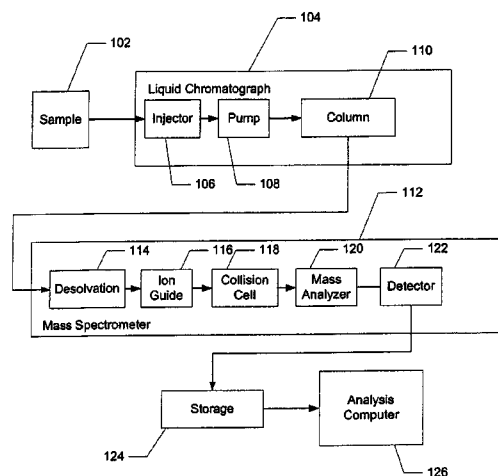 104
102
110
Liquid Chromatograph
Sample
Injector
Pump
Column
106
108
112
114
116
118
120
122
Desolvation
Ion
Guide
Collision
Cell
Mass
Analyzer
Detector
Mass Spectrometer
Storage
Analysis
Computer
124
126